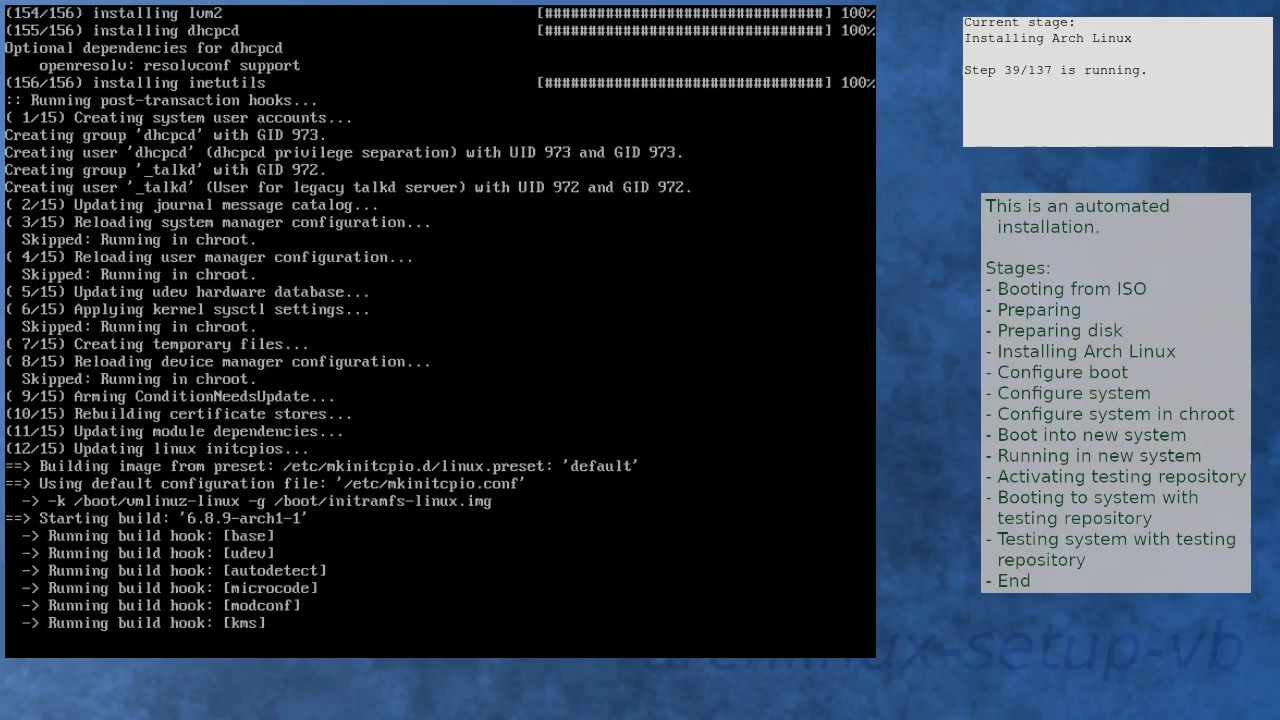 (154/156) installing lvm2 [################################] 100%
(155/156) installing dhcpcd [################################] 100%
Optional dependencies for dhcpcd
    openresolv: resolvconf support
(156/156) installing inetutils [################################] 100%
:: Running post-transaction hooks...
( 1/15) Creating system user accounts...
Creating group 'dhcpcd' with GID 973.
Creating user 'dhcpcd' (dhcpcd privilege separation) with UID 973 and GID 973.
Creating group '_talkd' with GID 972.
Creating user '_talkd' (User for legacy talkd server) with UID 972 and GID 972.
( 2/15) Updating journal message catalog...
( 3/15) Reloading system manager configuration...
  Skipped: Running in chroot.
( 4/15) Reloading user manager configuration...
  Skipped: Running in chroot.
( 5/15) Updating udev hardware database...
( 6/15) Applying kernel sysctl settings...
  Skipped: Running in chroot.
( 7/15) Creating temporary files...
( 8/15) Reloading device manager configuration...
  Skipped: Running in chroot.
( 9/15) Arming ConditionNeedsUpdate...
(10/15) Rebuilding certificate stores...
(11/15) Updating module dependencies...
(12/15) Updating linux initcpios...
==> Building image from preset: /etc/mkinitcpio.d/linux.preset: 'default'
==> Using default configuration file: '/etc/mkinitcpio.conf'
  -> -k /boot/vmlinuz-linux -g /boot/initramfs-linux.img
==> Starting build: '6.8.9-arch1-1'
  -> Running build hook: [base]
  -> Running build hook: [udev]
  -> Running build hook: [autodetect]
  -> Running build hook: [microcode]
  -> Running build hook: [modconf]
  -> Running build hook: [kms]
Current stage:
Installing Arch Linux
Step 39/137 is running.
This is an automated
installation.
Stages:
- Booting from ISO
- Preparing
- Preparing disk
- Installing Arch Linux
- Configure boot
- Configure system
- Configure system in chroot
- Boot into new system
- Running in new system
- Activating testing repository
- Booting to system with
testing repository
- Testing system with testing
repository
- End
archlinux-setup-vb